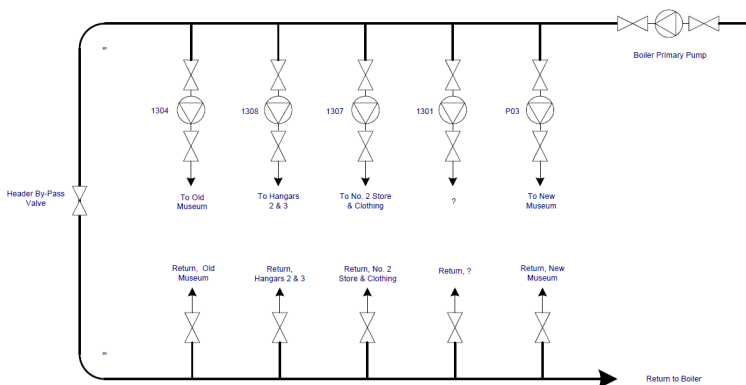 Boiler Primary Pump
1304
1308
1307
1301
P03
To Old
Museum
To Hangars
2 & 3
To No. 2 Store
& Clothing
?
To New
Museum
Header By-Pass
Valve
Return, Old
Museum
Return,
Hangars 2 & 3
Return, No. 2
Store & Clothing
Return, ?
Return, New
Museum
Return to Boiler